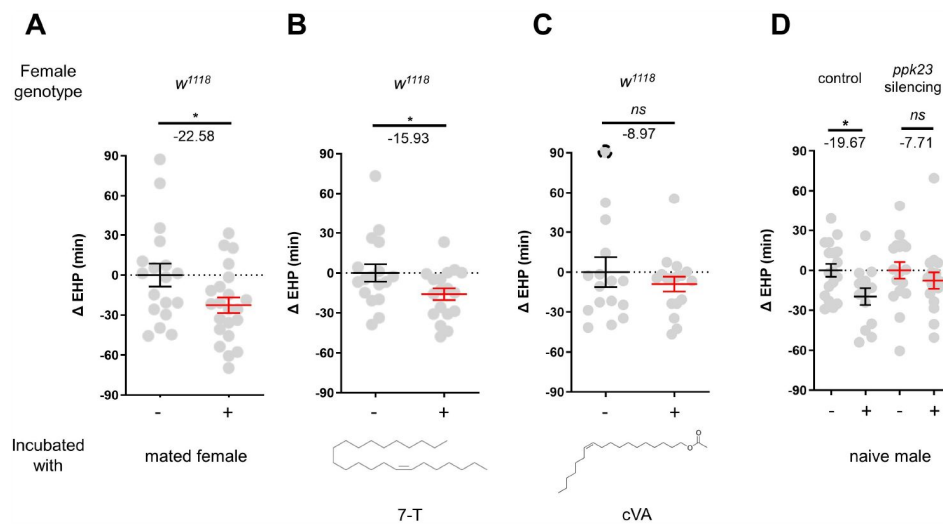 A
B
C
D
Female
genotype
w1118
w1118
w1118
control
ppk23
silencing
*
-22.58
*
-15.93
ns
-8.97
*
-19.67
ns
-7.71
Δ EHP (min)
90
60
30
0
-30
-60
-90
- +
Δ EHP (min)
90
60
30
0
-30
-60
-90
- +
Δ EHP (min)
90
60
30
0
-30
-60
-90
- +
Δ EHP (min)
90
60
30
0
-30
-60
-90
- + - +
Incubated
with
mated female
7-T
O
O
cVA
naive male